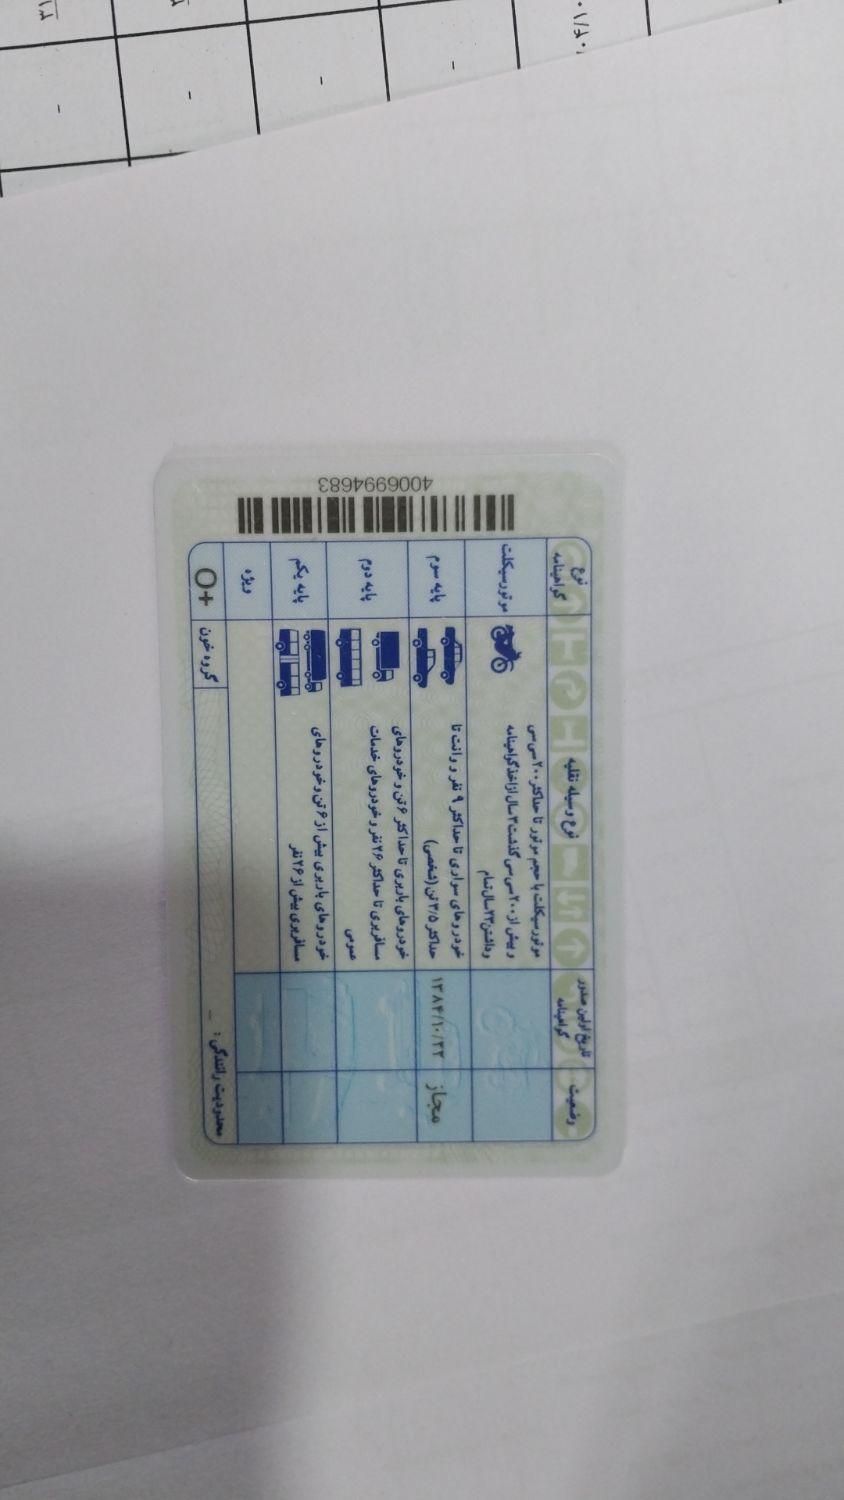 4006994683
نوع گواهینامه
نوع وسیله نقلیه
تاریخ اولین صدور گواهینامه
وضعیت
موتورسیکلت
موتورسیکلت با حجم موتور تا حداکثر ۲۰۰ سی‌سی
و بیش از ۲۰۰ سی سی گذشت ۳ سال از اخذ گواهینامه
و داشتن ۲۳ سال تمام
پایه سوم
خودروهای سواری تا حداکثر ۹ نفر و وانت تا
حداکثر ۳/۵ تن (شخصی)
۱۳۸۴/۱۰/۲۲
مجاز
پایه دوم
خودروهای باربری تا حداکثر ۶ تن و خودروهای
مسافربری تا حداکثر ۲۶ نفر و خودروهای خدمات
عمومی
پایه یکم
خودروهای باربری بیش از ۶ تن و خودروهای
مسافربری بیش از ۲۶ نفر
ویژه
O+
گروه خون
محدودیت رانندگی : _